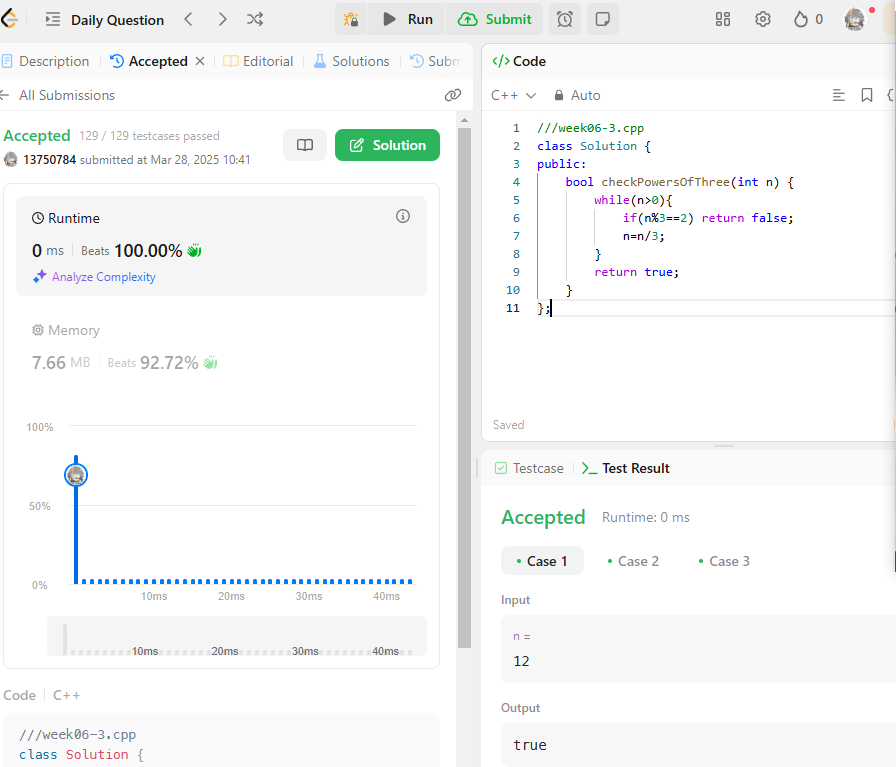 Daily Question
Run
Submit
0
Description
Accepted
Editorial
Solutions
Subm
All Submissions
Accepted
129 / 129 testcases passed
13750784 submitted at Mar 28, 2025 10:41
Solution
Runtime
0 ms
Beats 100.00%
Analyze Complexity
Memory
7.66 MB
Beats 92.72%
100%
50%
0%
10ms
20ms
30ms
40ms
10ms
20ms
30ms
40ms
Code
C++
///week06-3.cpp
class Solution {
Code
C++
Auto
1 ///week06-3.cpp
2 class Solution {
3 public:
4 bool checkPowersOfThree(int n) {
5 while(n>0){
6 if(n%3==2) return false;
7 n=n/3;
8 }
9 return true;
10 }
11 };
Saved
Testcase
Test Result
Accepted
Runtime: 0 ms
Case 1
Case 2
Case 3
Input
n =
12
Output
true